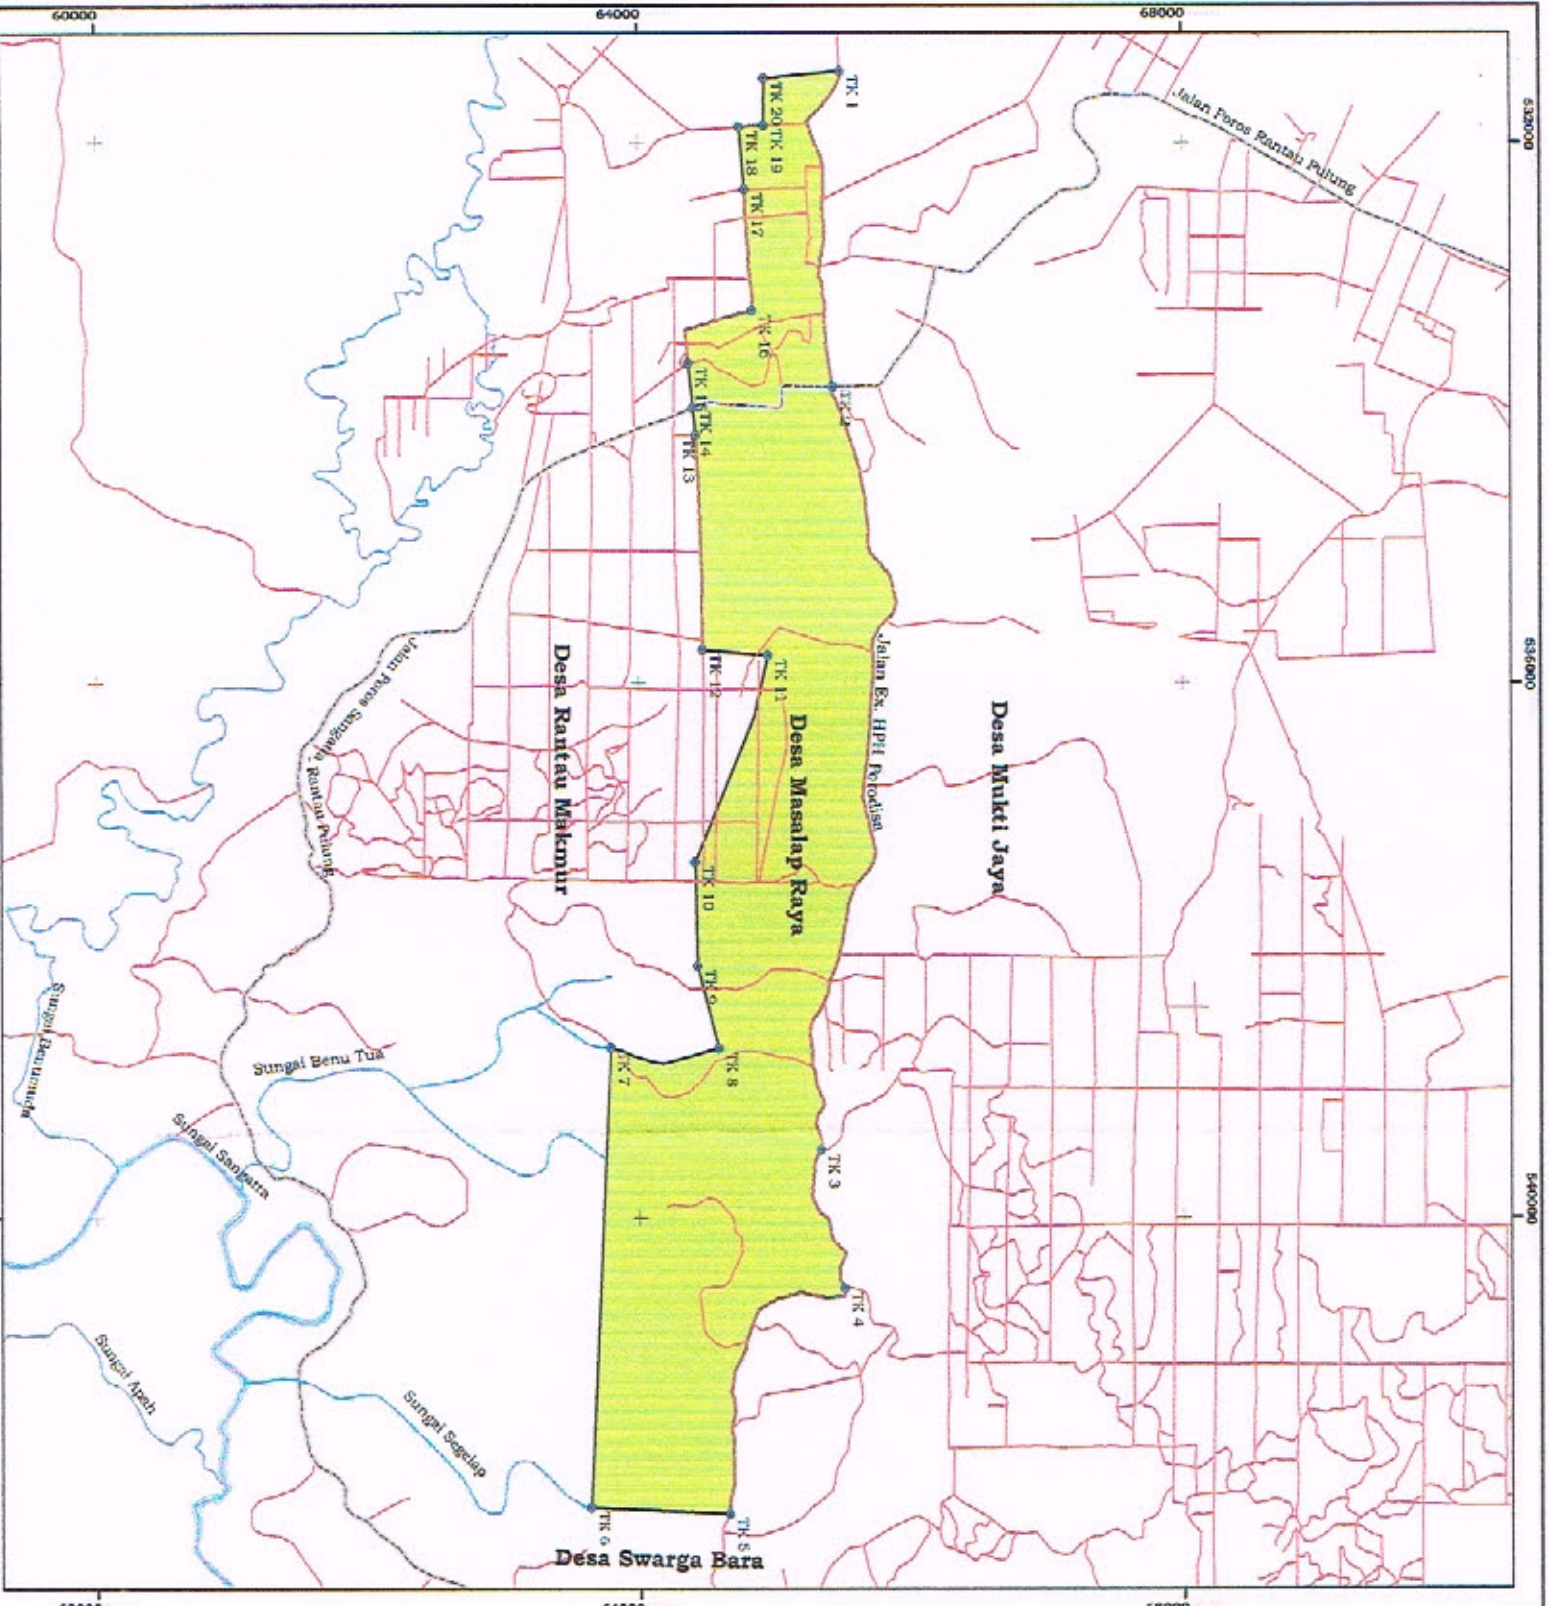 60000
64000
68000
532000
536000
540000
TK 1
TK 20
TK 19
TK 18
TK 17
TK 16
TK 15
TK 14
TK 13
TK 2
TK 12
TK 11
TK 10
TK 9
TK 8
TK 7
TK 3
TK 4
TK 5
TK 6
Jalan Poros Rantau Pulung
Jalan Ex. HPH Porodisa
Desa Mukti Jaya
Desa Masalap Raya
Desa Rantau Makmur
Jalan Poros Sangatta - Rantau Pulung
Sungai Benu Tua
Sungai Benumuda
Sungai Sangatta
Sungai Apah
Sungai Segelap
Desa Swarga Bara